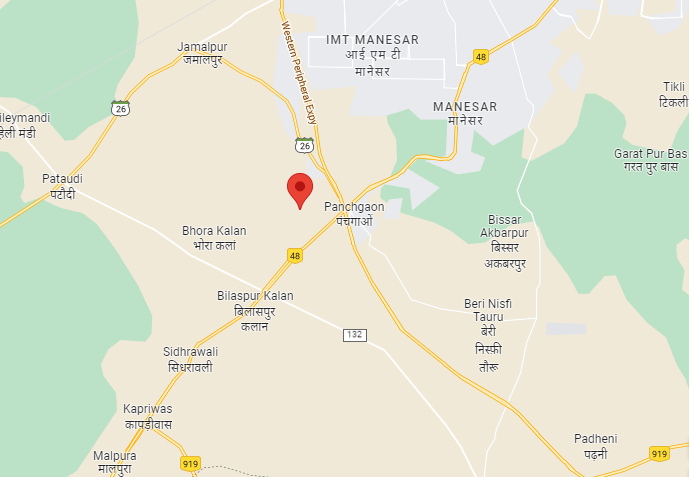 IMT MANESAR
आई एम टी
मानेसर
Jamalpur
जमालपुर
Western Peripheral Expy
48
26
Tikli
टिकली
MANESAR
मानेसर
ileymandi
हेली मंडी
26
Garat Pur Bas
गरत पुर बास
Pataudi
पटौदी
Panchgaon
पंचगाओं
Bhora Kalan
भोरा कलां
Bissar
Akbarpur
बिस्सर
अकबरपुर
48
Bilaspur Kalan
बिलासपुर
कलान
Beri Nisfi
Tauru
बेरी
निस्फ़ी
तौरू
132
Sidhrawali
सिधरावली
Kapriwas
कापड़ीवास
Padheni
पढ़नी
919
Malpura
मालपुरा
919